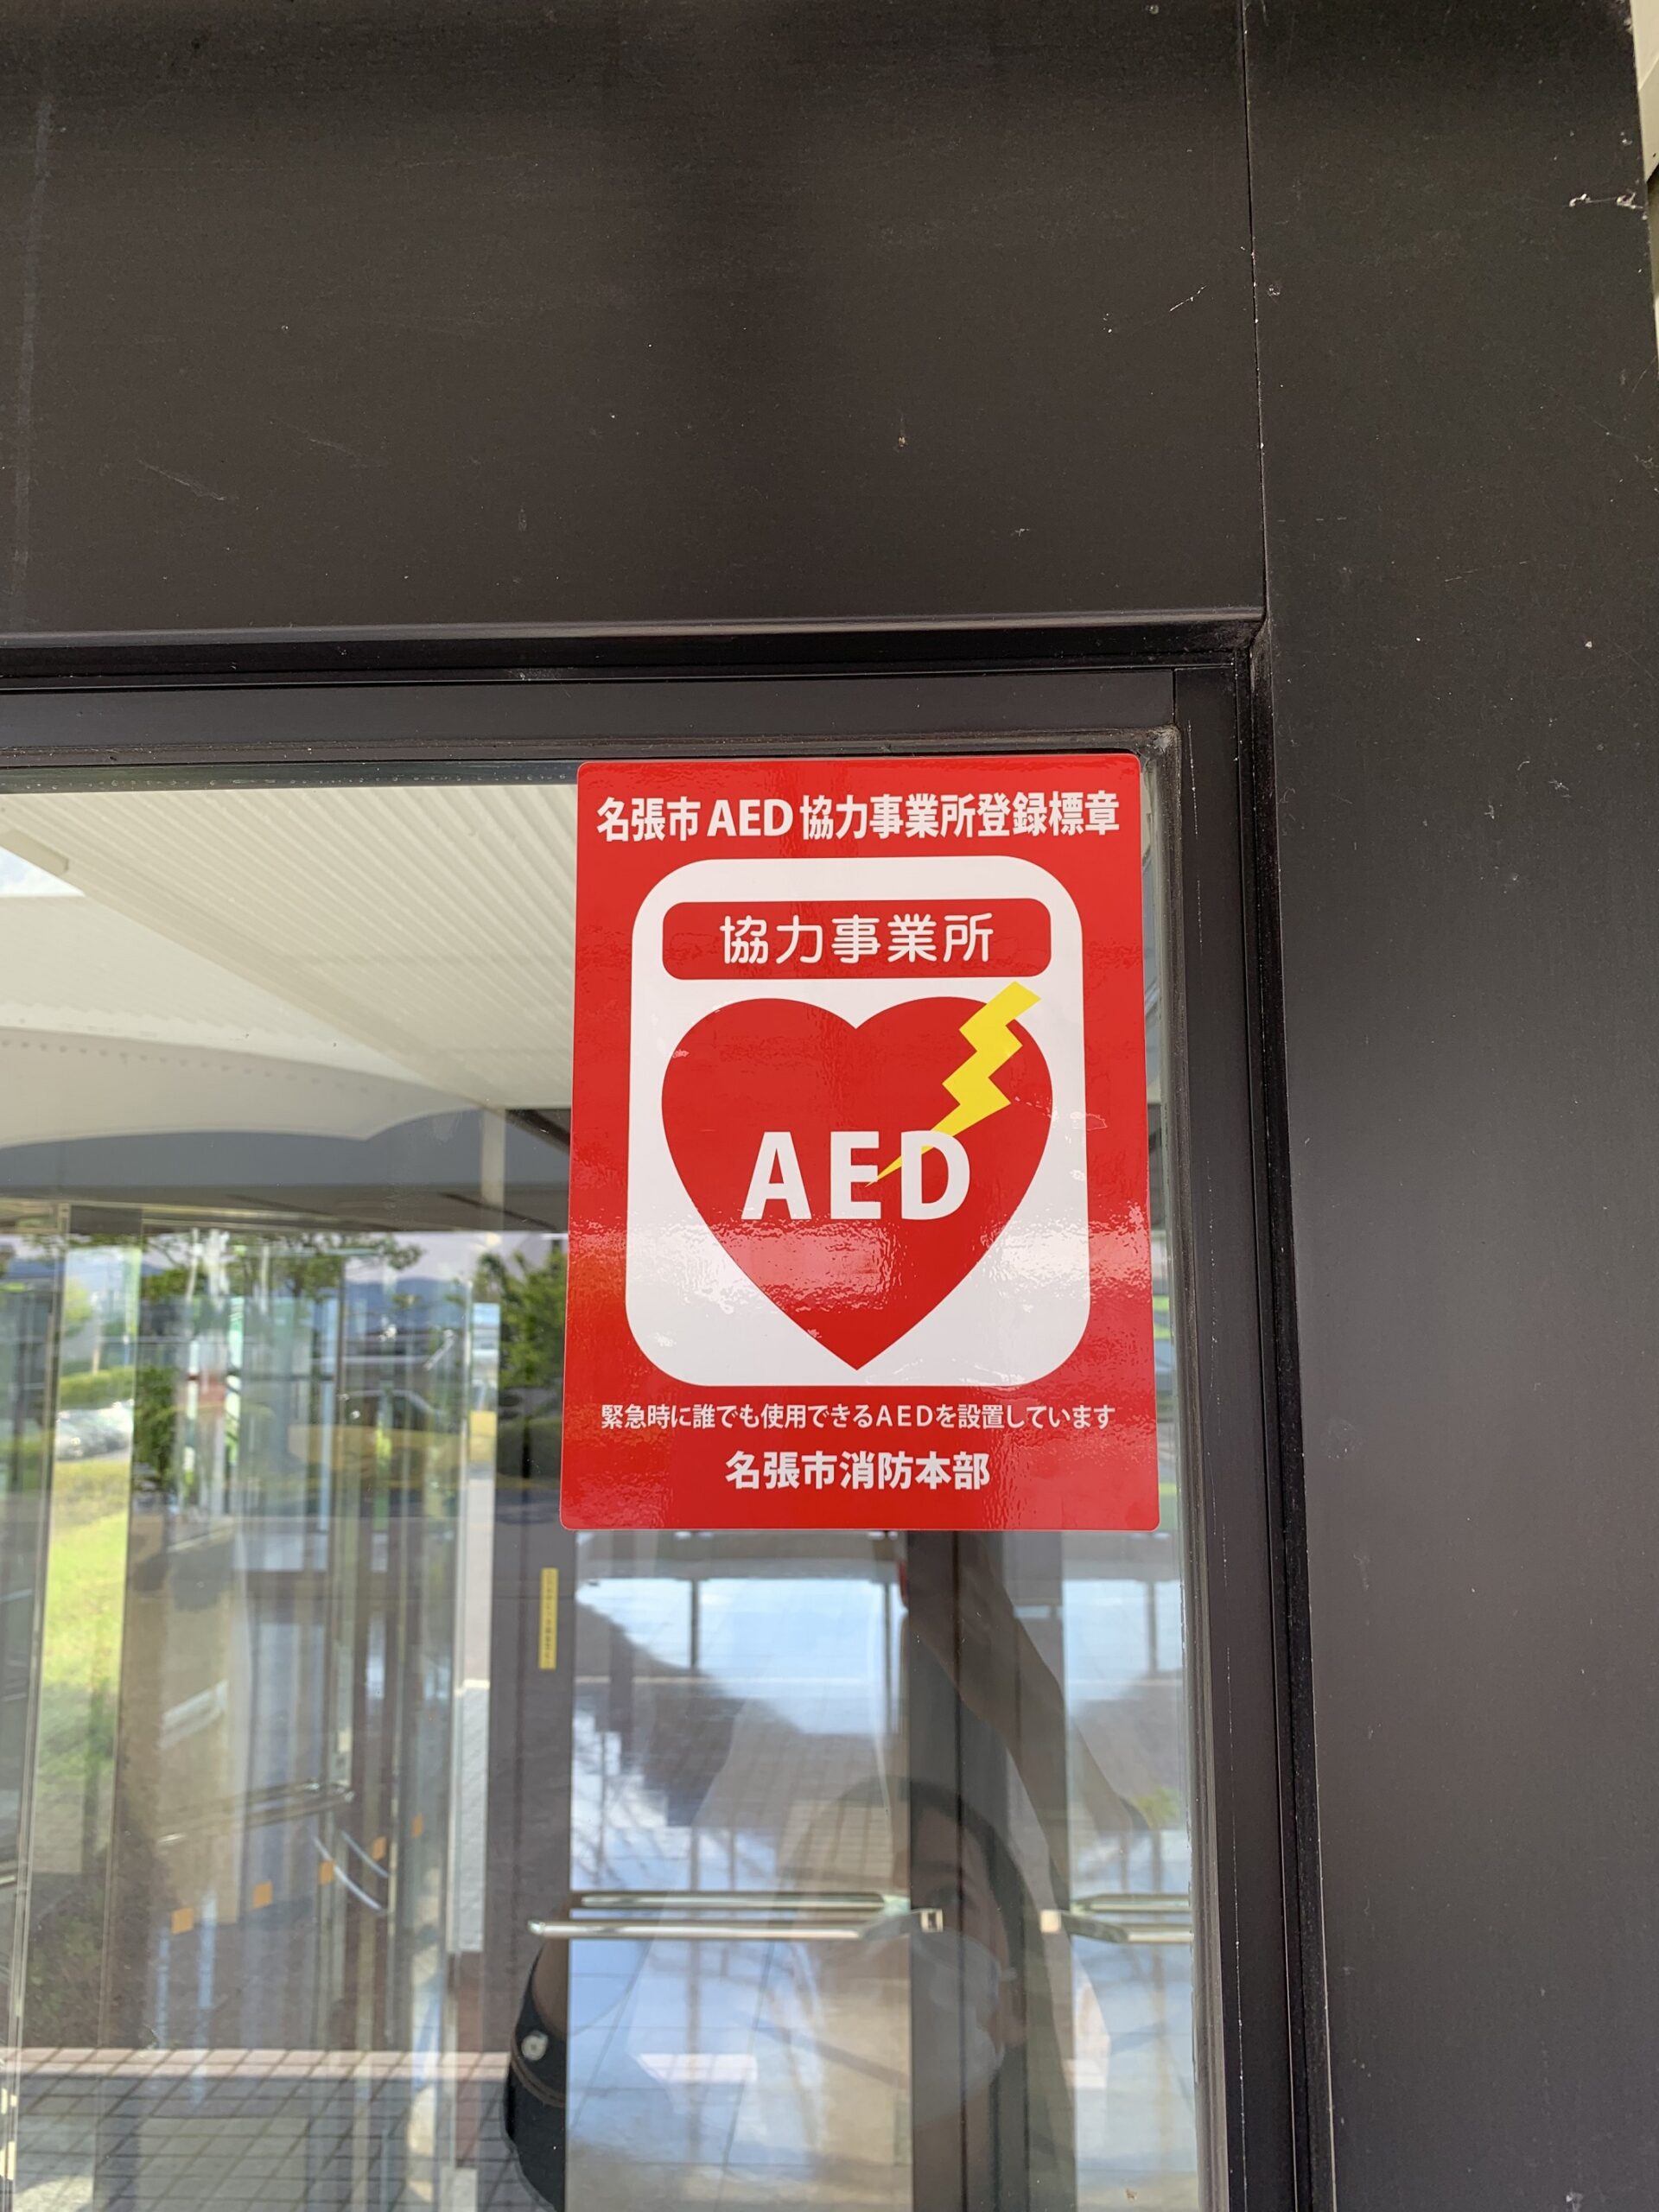 名張市AED協力事業所登録標章
協力事業所
AED
緊急時に誰でも使用できるAEDを設置しています
名張市消防本部